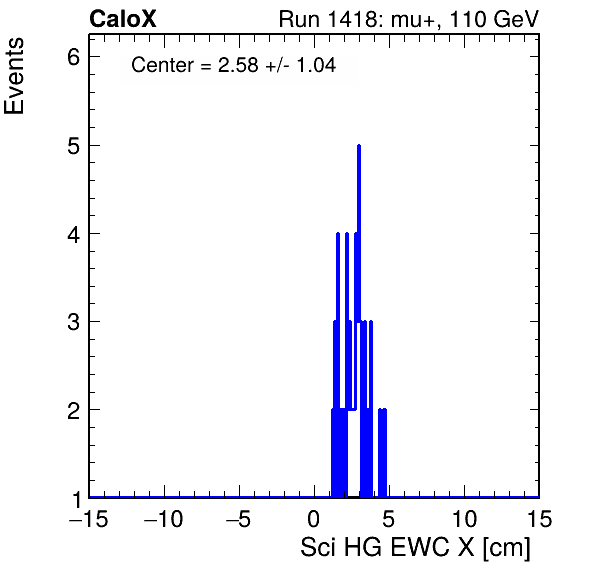 CaloX Run 1418: mu+, 110 GeV
Events
Center = 2.58 +/- 1.04
6
5
4
3
2
1
−15 −10 −5 0 5 10 15
Sci HG EWC X [cm]